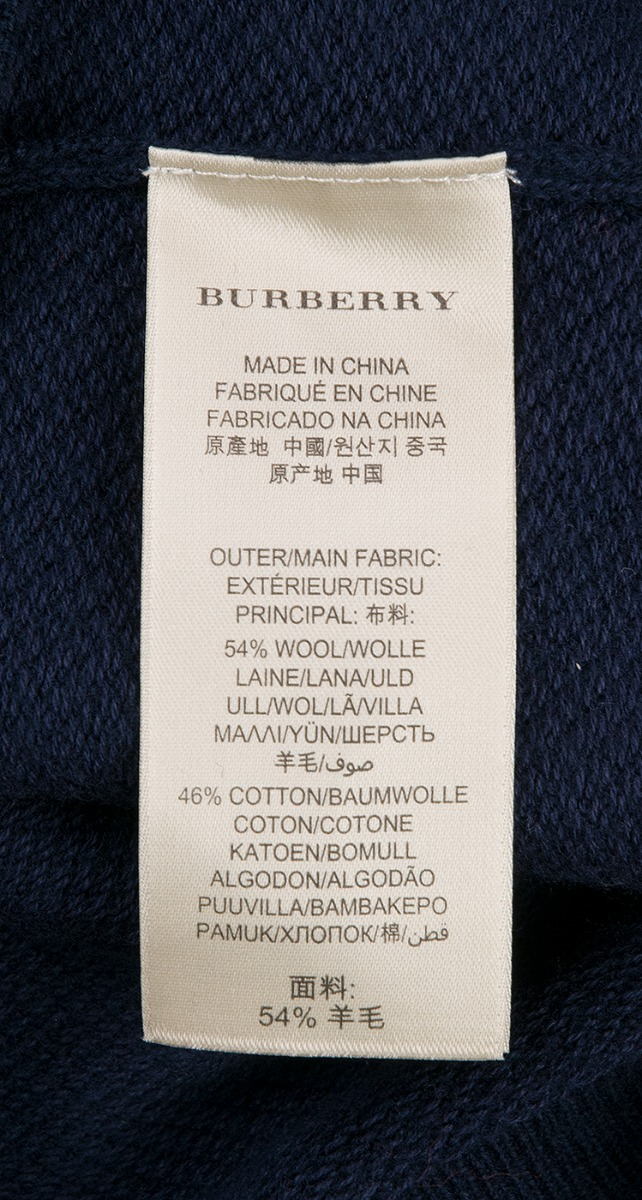 BURBERRY
MADE IN CHINA
FABRIQUÉ EN CHINE
FABRICADO NA CHINA
原產地 中國/원산지 중국
原产地 中国
OUTER/MAIN FABRIC:
EXTÉRIEUR/TISSU
PRINCIPAL: 布料:
54% WOOL/WOLLE
LAINE/LANA/ULD
ULL/WOL/LÃ/VILLA
ΜΑΛΛΙ/YÜN/ШЕРСТЬ
羊毛/صوف
46% COTTON/BAUMWOLLE
COTON/COTONE
KATOEN/BOMULL
ALGODON/ALGODÃO
PUUVILLA/ΒΑΜΒΑΚΕΡΟ
PAMUK/ХЛОПОК/棉/قطن
面料:
54% 羊毛